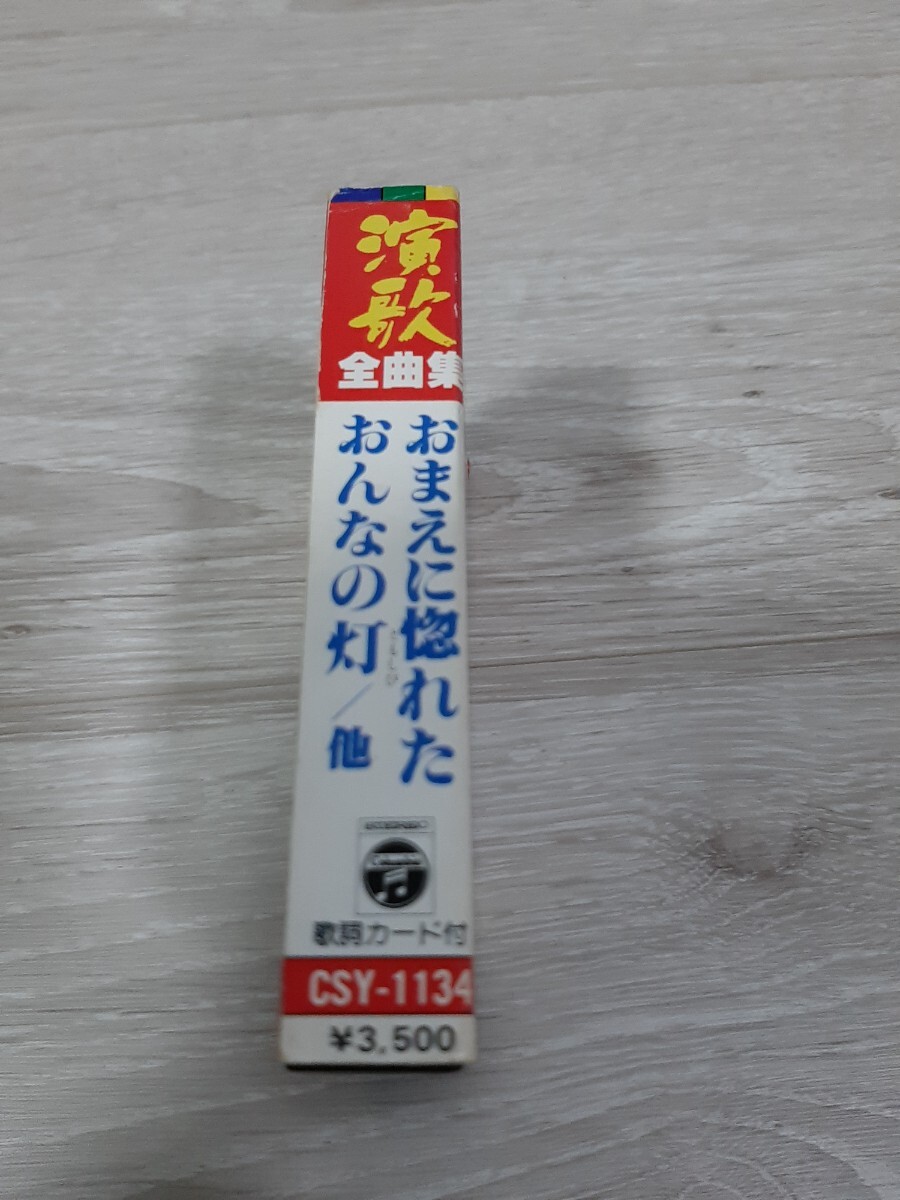 演歌
全曲集
おまえに惚れた
おんなの灯／他
ともしび
歌詞カード付
CSY-1134
¥3,500